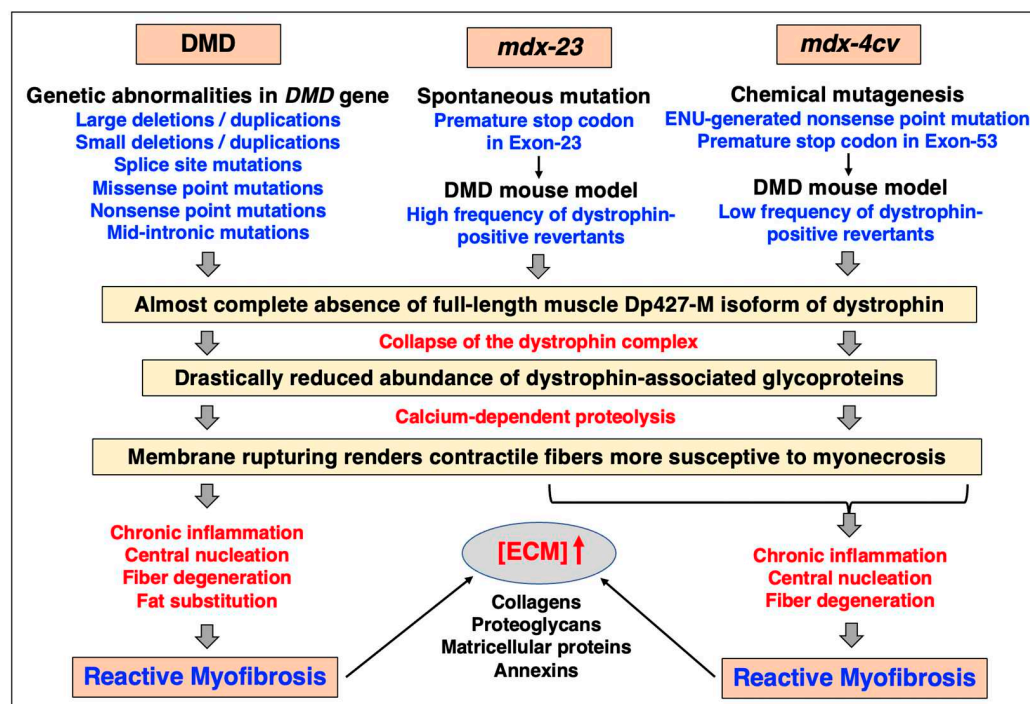 DMD
Genetic abnormalities in DMD gene
Large deletions / duplications
Small deletions / duplications
Splice site mutations
Missense point mutations
Nonsense point mutations
Mid-intronic mutations
mdx-23
Spontaneous mutation
Premature stop codon
in Exon-23
DMD mouse model
High frequency of dystrophin-
positive revertants
mdx-4cv
Chemical mutagenesis
ENU-generated nonsense point mutation
Premature stop codon in Exon-53
DMD mouse model
Low frequency of dystrophin-
positive revertants
Almost complete absence of full-length muscle Dp427-M isoform of dystrophin
Collapse of the dystrophin complex
Drastically reduced abundance of dystrophin-associated glycoproteins
Calcium-dependent proteolysis
Membrane rupturing renders contractile fibers more susceptive to myonecrosis
Chronic inflammation
Central nucleation
Fiber degeneration
Fat substitution
Reactive Myofibrosis
[ECM]
Collagens
Proteoglycans
Matricellular proteins
Annexins
Chronic inflammation
Central nucleation
Fiber degeneration
Reactive Myofibrosis